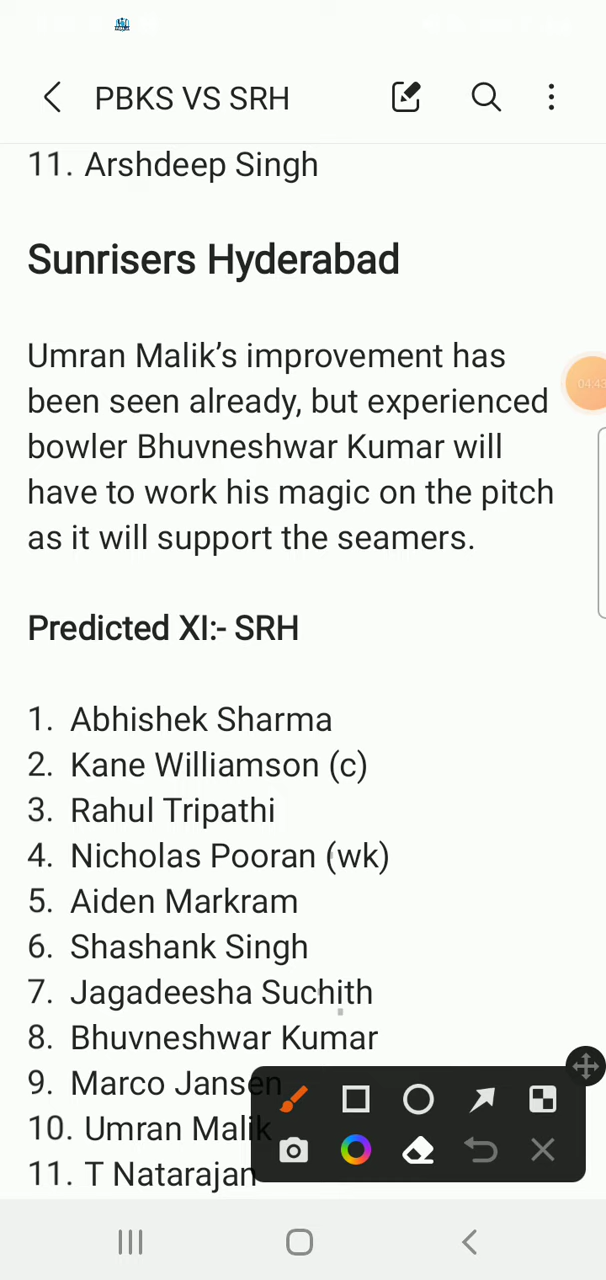 PBKS VS SRH
11. Arshdeep Singh
Sunrisers Hyderabad
Umran Malik’s improvement has
been seen already, but experienced
04:43
bowler Bhuvneshwar Kumar will
have to work his magic on the pitch
as it will support the seamers.
Predicted XI:- SRH
1. Abhishek Sharma
2. Kane Williamson (c)
3. Rahul Tripathi
4. Nicholas Pooran (wk)
5. Aiden Markram
6. Shashank Singh
7. Jagadeesha Suchith
8. Bhuvneshwar Kumar
9. Marco Jansen
10. Umran Malik
11. T Natarajan